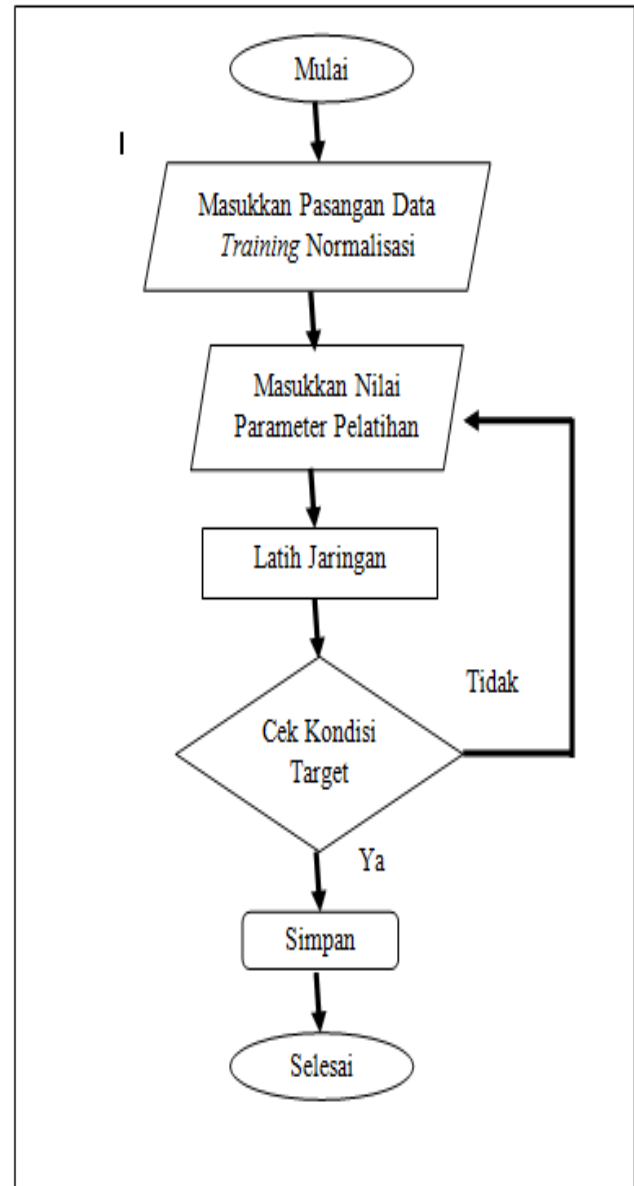 Mulai
Masukkan Pasangan Data
Training Normalisasi
Masukkan Nilai
Parameter Pelatihan
Latih Jaringan
Cek Kondisi
Target
Tidak
Ya
Simpan
Selesai